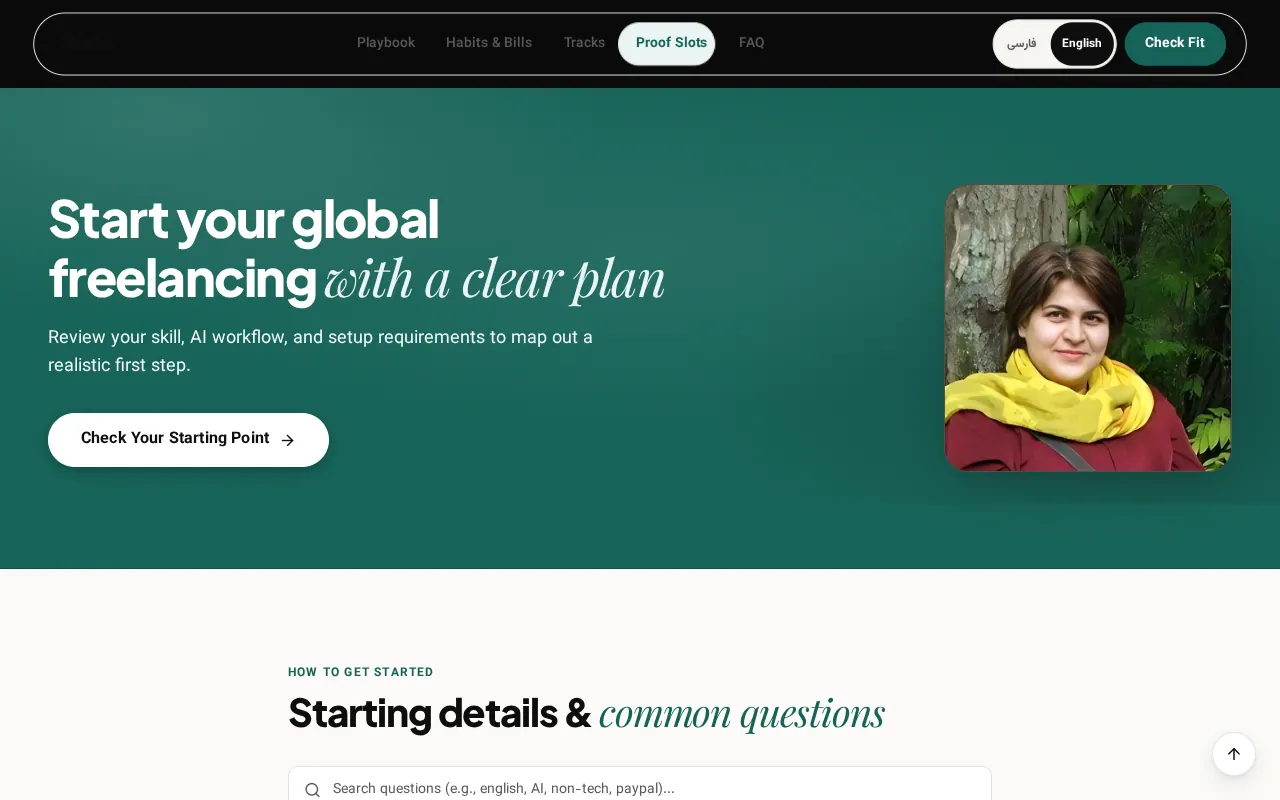 Playbook
Habits & Bills
Tracks
Proof Slots
FAQ
فارسی
English
Check Fit
Start your global
freelancing with a clear plan
Review your skill, AI workflow, and setup requirements to map out a
realistic first step.
Check Your Starting Point →
HOW TO GET STARTED
Starting details & common questions
Search questions (e.g., english, AI, non-tech, paypal)...